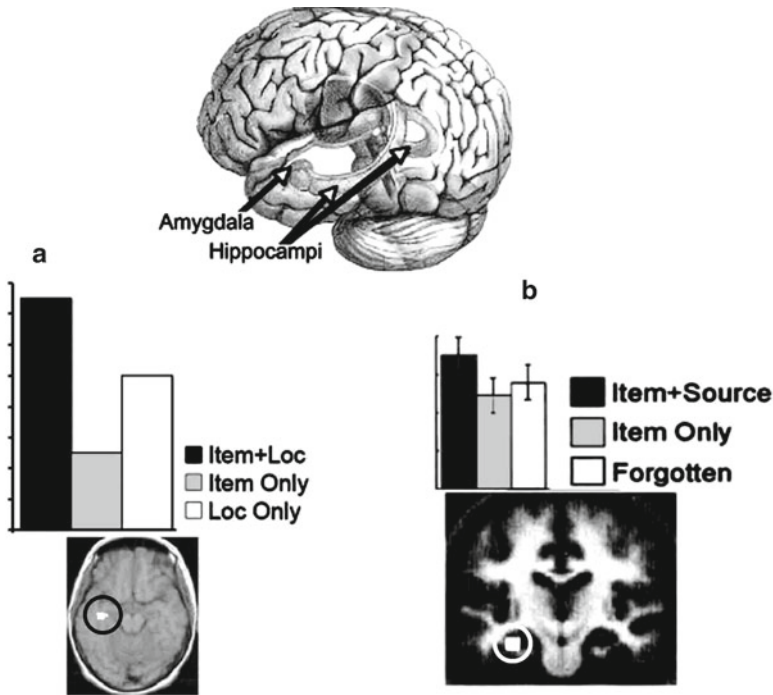 Amygdala
Hippocampi
a
b
Item+Loc
Item Only
Loc Only
Item+Source
Item Only
Forgotten